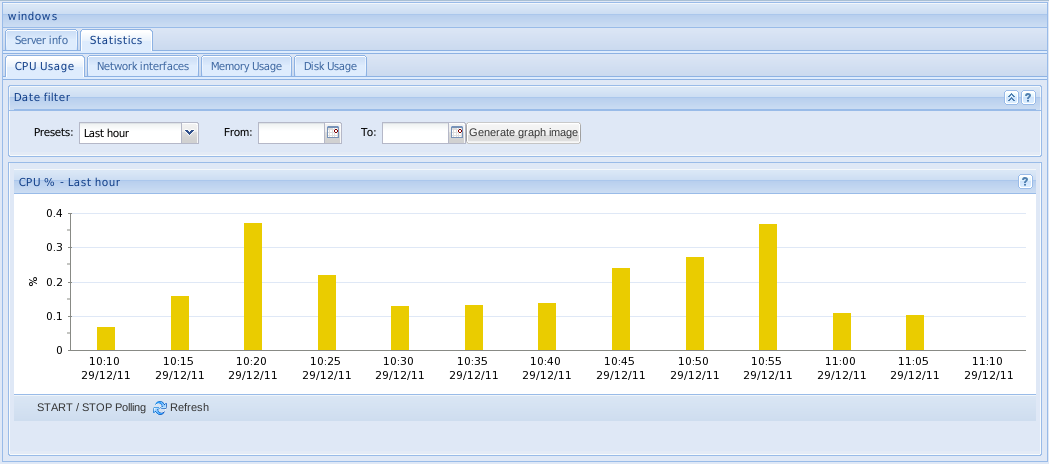 windows
Server info Statistics
CPU Usage Network interfaces Memory Usage Disk Usage
Date filter ?
Presets: Last hour From: To: Generate graph image
CPU % - Last hour ?
0.4
0.3
0.2
0.1
0
%
10:10 10:15 10:20 10:25 10:30 10:35 10:40 10:45 10:50 10:55 11:00 11:05 11:10
29/12/11 29/12/11 29/12/11 29/12/11 29/12/11 29/12/11 29/12/11 29/12/11 29/12/11 29/12/11 29/12/11 29/12/11 29/12/11
START / STOP Polling Refresh